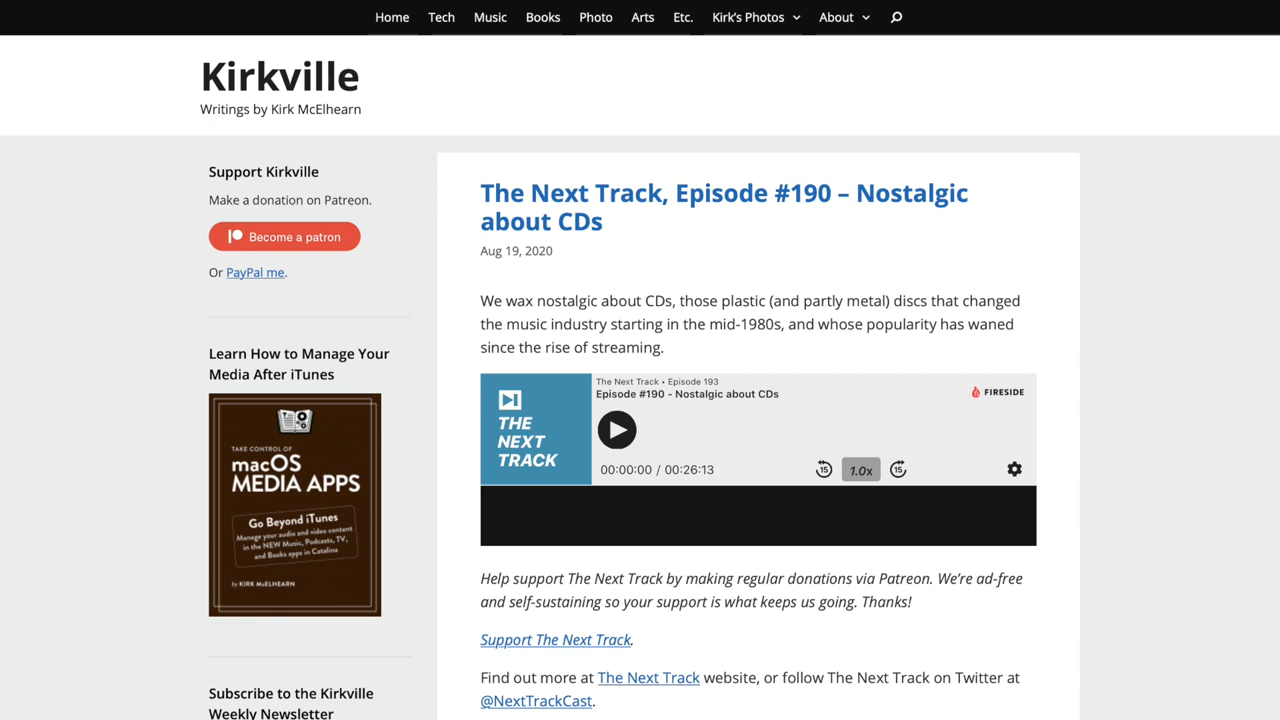 Home Tech Music Books Photo Arts Etc. Kirk's Photos About
Kirkville
Writings by Kirk McElhearn
Support Kirkville
Make a donation on Patreon.
Become a patron
Or PayPal me.
Learn How to Manage Your
Media After iTunes
TAKE CONTROL OF
macOS
MEDIA APPS
Go Beyond iTunes
Manage your audio and video content
in the NEW Music, Podcasts, TV,
and Books apps in Catalina
by KIRK McELHEARN
Subscribe to the Kirkville
Weekly Newsletter
The Next Track, Episode #190 – Nostalgic
about CDs
Aug 19, 2020
We wax nostalgic about CDs, those plastic (and partly metal) discs that changed
the music industry starting in the mid-1980s, and whose popularity has waned
since the rise of streaming.
THE
NEXT
TRACK
The Next Track • Episode 193
Episode #190 - Nostalgic about CDs
FIRESIDE
00:00:00 / 00:26:13
15 1.0x 15
Help support The Next Track by making regular donations via Patreon. We're ad-free
and self-sustaining so your support is what keeps us going. Thanks!
Support The Next Track.
Find out more at The Next Track website, or follow The Next Track on Twitter at
@NextTrackCast.